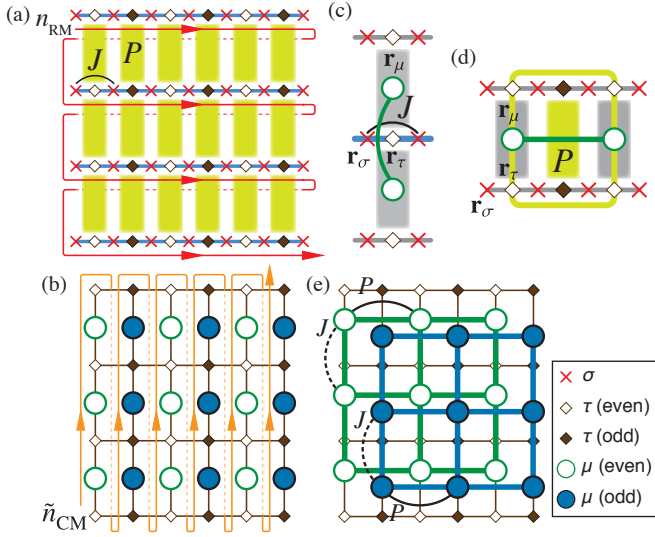 (a)
n_RM
J
P
(c)
r_μ
J
r_σ
r_τ
(d)
r_μ
P
r_τ
r_σ
(b)
ñ_CM
(e)
P
J
J
P
σ
τ (even)
τ (odd)
μ (even)
μ (odd)